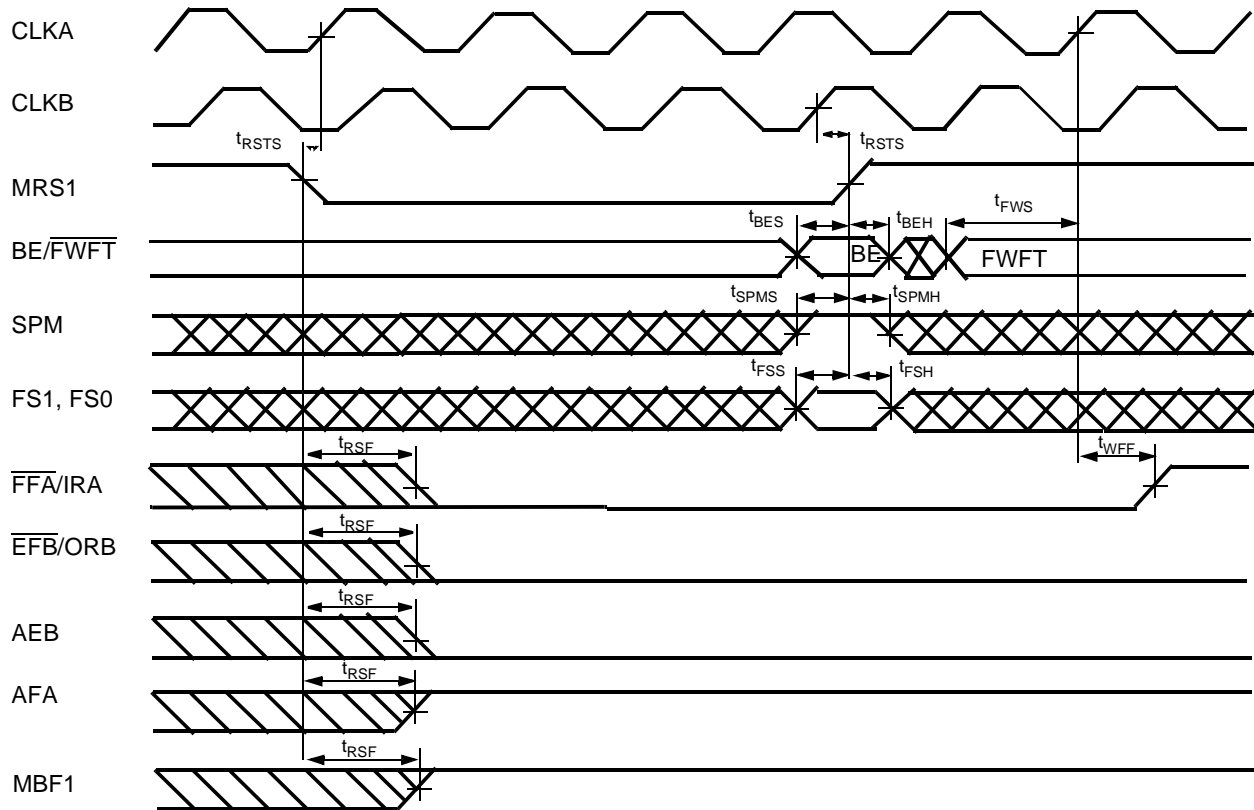 CLKA
CLKB
tRSTS tRSTS
MRS1
tBES tBEH tFWS
BE/FWFT BE FWFT
tSPMS tSPMH
SPM
tFSS tFSH
FS1, FS0
tRSF tWFF
FFA/IRA
tRSF
EFB/ORB
tRSF
AEB
tRSF
AFA
tRSF
MBF1